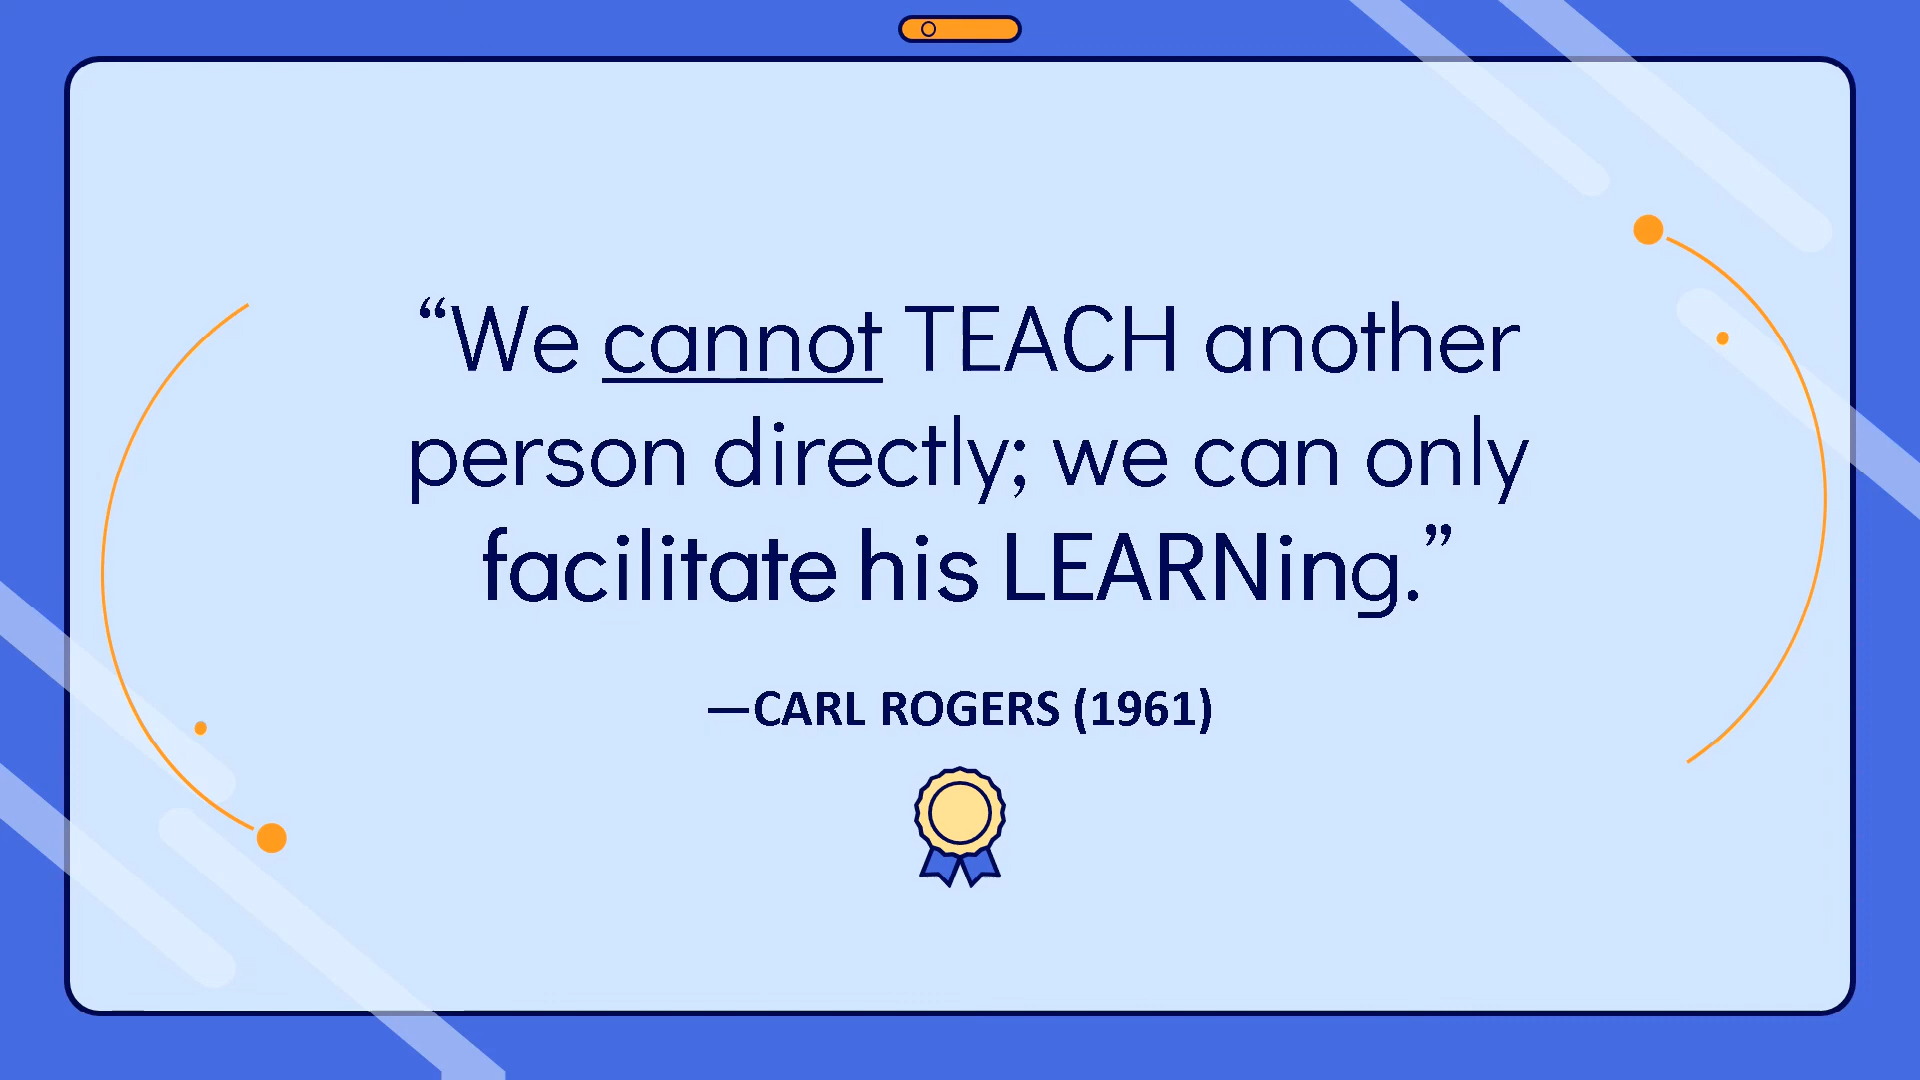 “We cannot TEACH another
person directly; we can only
facilitate his LEARNing.”
—CARL ROGERS (1961)